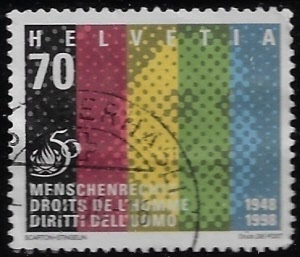 HELVETIA
70
50
MENSCHENRECHTE
DROITS DE L'HOMME
DIRITTI DELL'UOMO
1948
1998